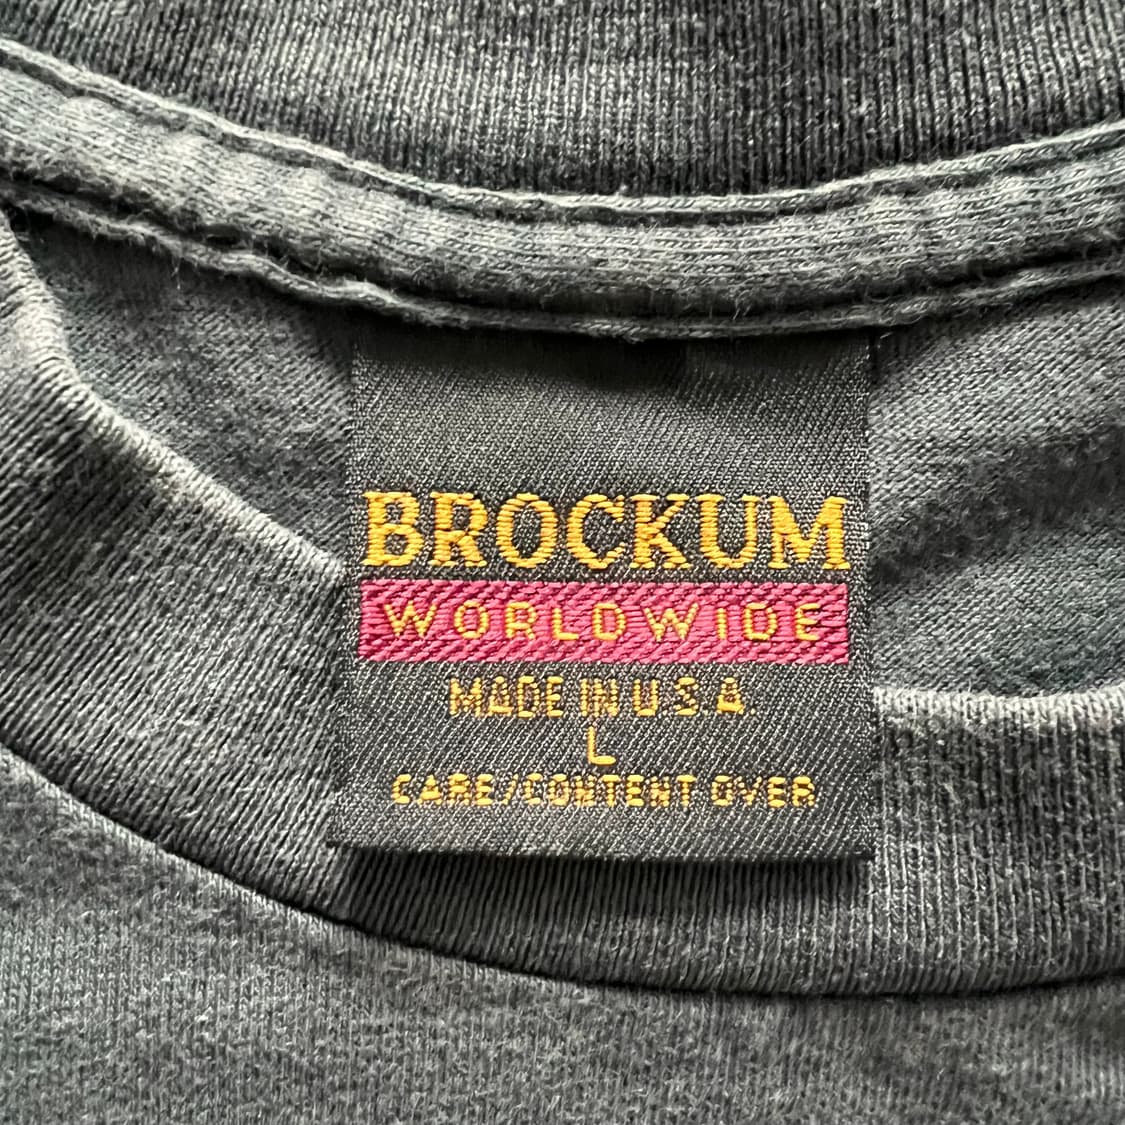 BROCKUM
WORLDWIDE
MADE IN U.S.A.
L
CARE/CONTENT OVER